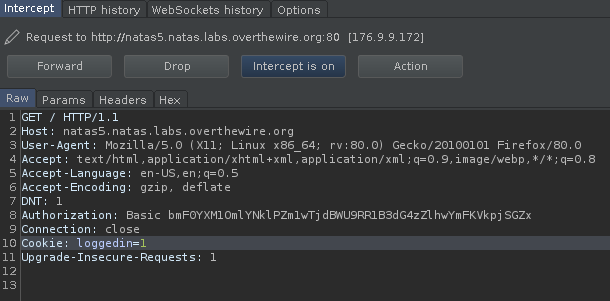 Intercept HTTP history WebSockets history Options
Request to http://natas5.natas.labs.overthewire.org:80 [176.9.9.172]
Forward Drop Intercept is on Action
Raw Params Headers Hex
1 GET / HTTP/1.1
2 Host: natas5.natas.labs.overthewire.org
3 User-Agent: Mozilla/5.0 (X11; Linux x86_64; rv:80.0) Gecko/20100101 Firefox/80.0
4 Accept: text/html,application/xhtml+xml,application/xml;q=0.9,image/webp,*/*;q=0.8
5 Accept-Language: en-US,en;q=0.5
6 Accept-Encoding: gzip, deflate
7 DNT: 1
8 Authorization: Basic bmF0YXM1OmlYNklPZm1wTjdBWU9RR1B3dG4zZlhwYmFKVkpjSGZx
9 Connection: close
10 Cookie: loggedin=1
11 Upgrade-Insecure-Requests: 1
12
13